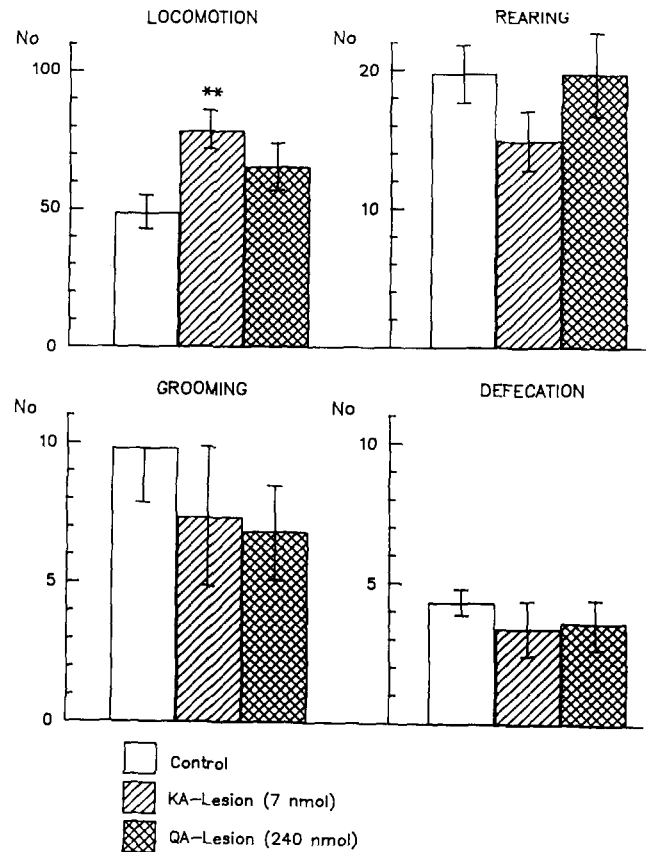 LOCOMOTION
No
100
50
0
**
REARING
No
20
10
GROOMING
No
10
5
0
DEFECATION
No
10
5
Control
KA-Lesion (7 nmol)
QA-Lesion (240 nmol)